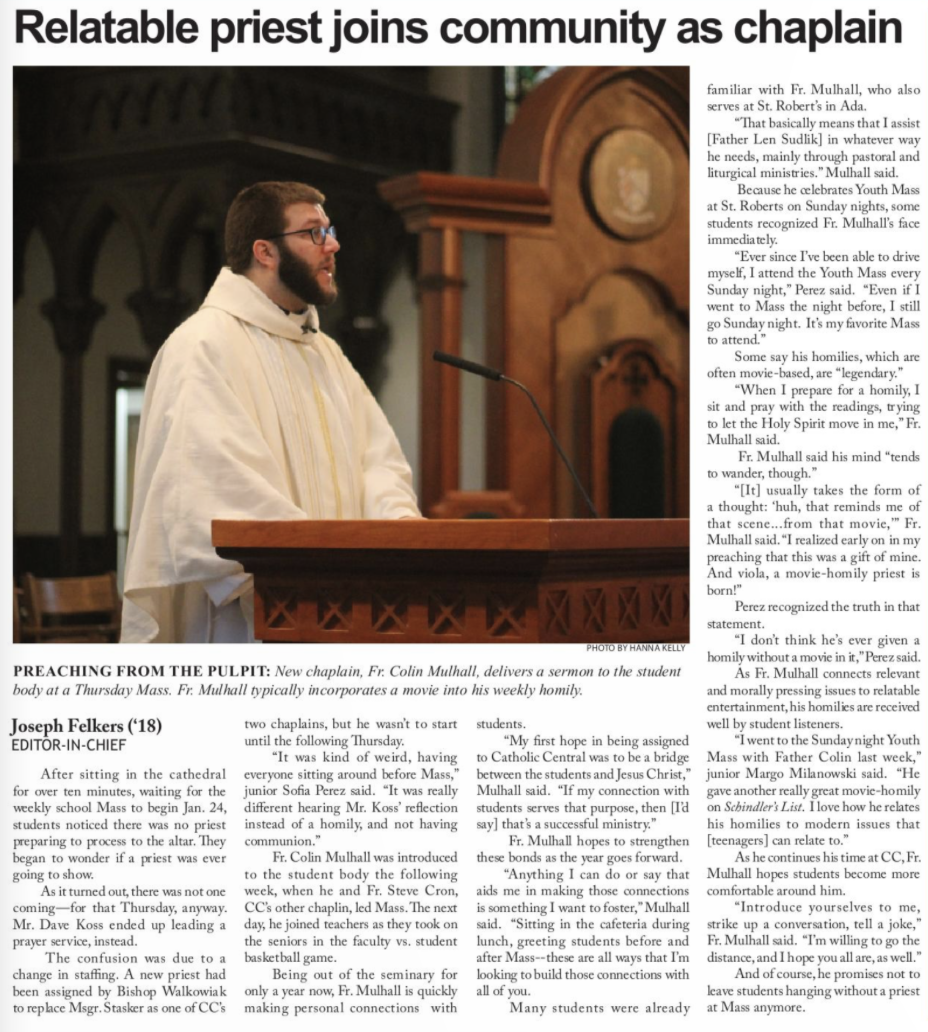 Relatable priest joins community as chaplain
PHOTO BY HANNA KELLY
PREACHING FROM THE PULPIT: New chaplain, Fr. Colin Mulhall, delivers a sermon to the student
body at a Thursday Mass. Fr. Mulhall typically incorporates a movie into his weekly homily.
Joseph Felkers (‘18)
EDITOR-IN-CHIEF
After sitting in the cathedral
for over ten minutes, waiting for the
weekly school Mass to begin Jan. 24,
students noticed there was no priest
preparing to process to the altar. They
began to wonder if a priest was ever
going to show.
As it turned out, there was not one
coming—for that Thursday, anyway.
Mr. Dave Koss ended up leading a
prayer service, instead.
The confusion was due to a
change in staffing. A new priest had
been assigned by Bishop Walkowiak
to replace Msgr. Stasker as one of CC’s
two chaplains, but he wasn’t to start
until the following Thursday.
“It was kind of weird, having
everyone sitting around before Mass,”
junior Sofia Perez said. “It was really
different hearing Mr. Koss’ reflection
instead of a homily, and not having
communion.”
Fr. Colin Mulhall was introduced
to the student body the following
week, when he and Fr. Steve Cron,
CC’s other chaplin, led Mass. The next
day, he joined teachers as they took on
the seniors in the faculty vs. student
basketball game.
Being out of the seminary for
only a year now, Fr. Mulhall is quickly
making personal connections with
students.
“My first hope in being assigned
to Catholic Central was to be a bridge
between the students and Jesus Christ,”
Mulhall said. “If my connection with
students serves that purpose, then [I’d
say] that’s a successful ministry.”
Fr. Mulhall hopes to strengthen
these bonds as the year goes forward.
“Anything I can do or say that
aids me in making those connections
is something I want to foster,” Mulhall
said. “Sitting in the cafeteria during
lunch, greeting students before and
after Mass--these are all ways that I’m
looking to build those connections with
all of you.
Many students were already
familiar with Fr. Mulhall, who also
serves at St. Robert’s in Ada.
“That basically means that I assist
[Father Len Sudlik] in whatever way
he needs, mainly through pastoral and
liturgical ministries.” Mulhall said.
Because he celebrates Youth Mass
at St. Roberts on Sunday nights, some
students recognized Fr. Mulhall’s face
immediately.
“Ever since I’ve been able to drive
myself, I attend the Youth Mass every
Sunday night,” Perez said. “Even if I
went to Mass the night before, I still
go Sunday night. It’s my favorite Mass
to attend.”
Some say his homilies, which are
often movie-based, are “legendary.”
“When I prepare for a homily, I
sit and pray with the readings, trying
to let the Holy Spirit move in me,” Fr.
Mulhall said.
Fr. Mulhall said his mind “tends
to wander, though.”
“[It] usually takes the form of
a thought: ‘huh, that reminds me of
that scene...from that movie,’” Fr.
Mulhall said. “I realized early on in my
preaching that this was a gift of mine.
And viola, a movie-homily priest is
born!”
Perez recognized the truth in that
statement.
“I don’t think he’s ever given a
homily without a movie in it,” Perez said.
As Fr. Mulhall connects relevant
and morally pressing issues to relatable
entertainment, his homilies are received
well by student listeners.
“I went to the Sunday night Youth
Mass with Father Colin last week,”
junior Margo Milanowski said. “He
gave another really great movie-homily
on Schindler’s List. I love how he relates
his homilies to modern issues that
[teenagers] can relate to.”
As he continues his time at CC, Fr.
Mulhall hopes students become more
comfortable around him.
“Introduce yourselves to me,
strike up a conversation, tell a joke,”
Fr. Mulhall said. “I’m willing to go the
distance, and I hope you all are, as well.”
And of course, he promises not to
leave students hanging without a priest
at Mass anymore.